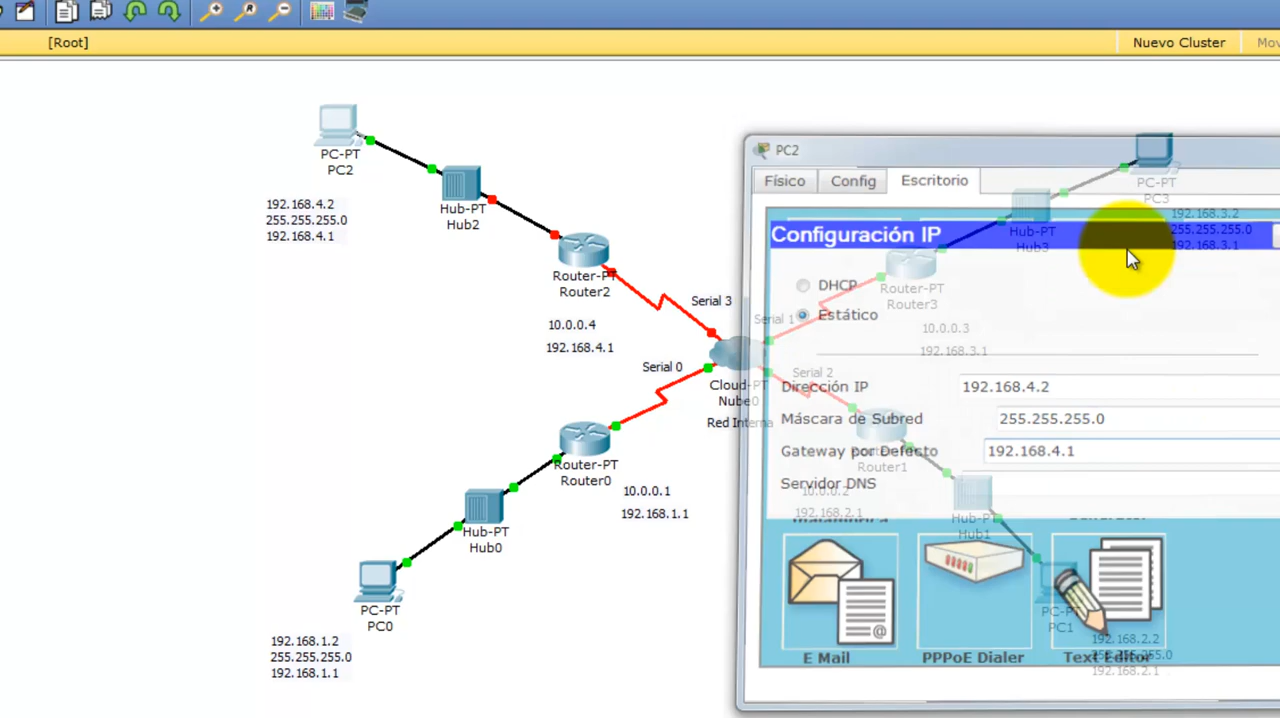 [Root]
Nuevo Cluster
Mov
PC-PT
PC2
192.168.4.2
255.255.255.0
192.168.4.1
Hub-PT
Hub2
Router-PT
Router2
10.0.0.4
192.168.4.1
Serial 3
Serial 0
Cloud-PT
Nube0
Red Interna
Router-PT
Router0
10.0.0.1
192.168.1.1
Hub-PT
Hub0
PC-PT
PC0
192.168.1.2
255.255.255.0
192.168.1.1
PC2
Físico
Config
Escritorio
Configuración IP
DHCP
Estático
Dirección IP
192.168.4.2
Máscara de Subred
255.255.255.0
Gateway por Defecto
192.168.4.1
Servidor DNS
E Mail
PPPoE Dialer
Text Editor
PC-PT
PC3
192.168.3.2
255.255.255.0
192.168.3.1
Hub-PT
Hub3
Router-PT
Router3
10.0.0.3
192.168.3.1
Serial 1
Serial 2
Router1
10.0.0.2
192.168.2.1
Hub-PT
Hub1
PC-PT
PC1
192.168.2.2
255.255.255.0
192.168.2.1